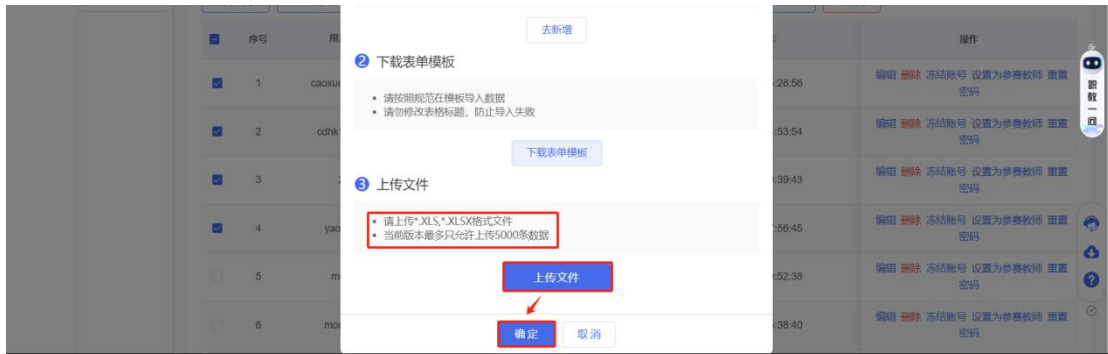 去新增
序号
操作
2 下载表单模板
1
:28:56
编辑 删除 冻结账号 设置为参赛教师 重置
密码
• 请按照规范在模板导入数据
• 请勿修改表格标题，防止导入失败
职教一问
2
:53:54
编辑 删除 冻结账号 设置为参赛教师 重置
密码
下载表单模板
3
:39:43
编辑 删除 冻结账号 设置为参赛教师 重置
密码
3 上传文件
• 请上传*.XLS,*.XLSX格式文件
• 当前版本最多只允许上传5000条数据
4
yao
:56:45
编辑 删除 冻结账号 设置为参赛教师 重置
密码
上传文件
5
:52:38
编辑 删除 冻结账号 设置为参赛教师 重置
密码
6
:38:40
编辑 删除 冻结账号 设置为参赛教师 重置
密码
确定
取消